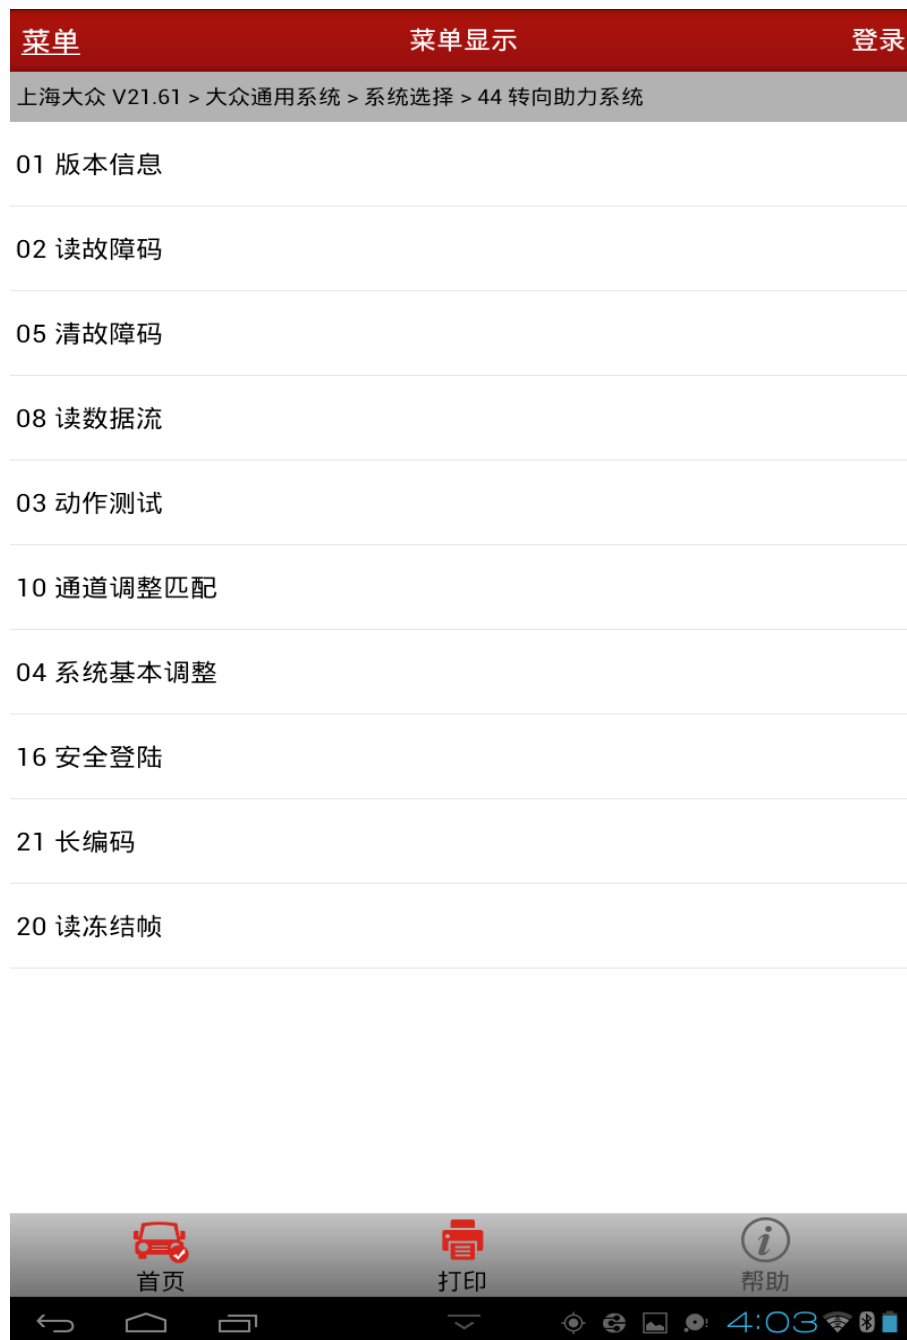 菜单 菜单显示 登录
上海大众 V21.61 > 大众通用系统 > 系统选择 > 44 转向助力系统
01 版本信息
02 读故障码
05 清故障码
08 读数据流
03 动作测试
10 通道调整匹配
04 系统基本调整
16 安全登陆
21 长编码
20 读冻结帧
首页 打印 帮助
4:03